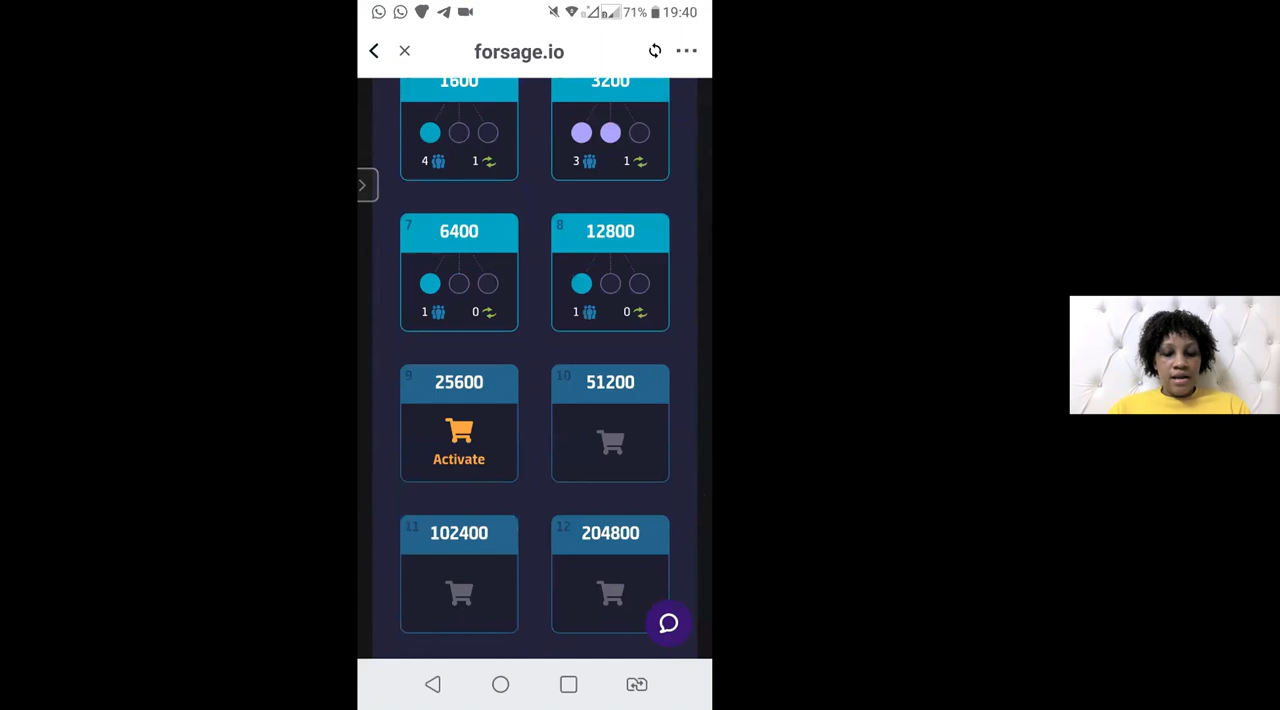 71% 19:40
forsage.io
1600 3200
4 1 3 1
7 6400 8 12800
1 0 1 0
9 25600 10 51200
Activate
11 102400 12 204800